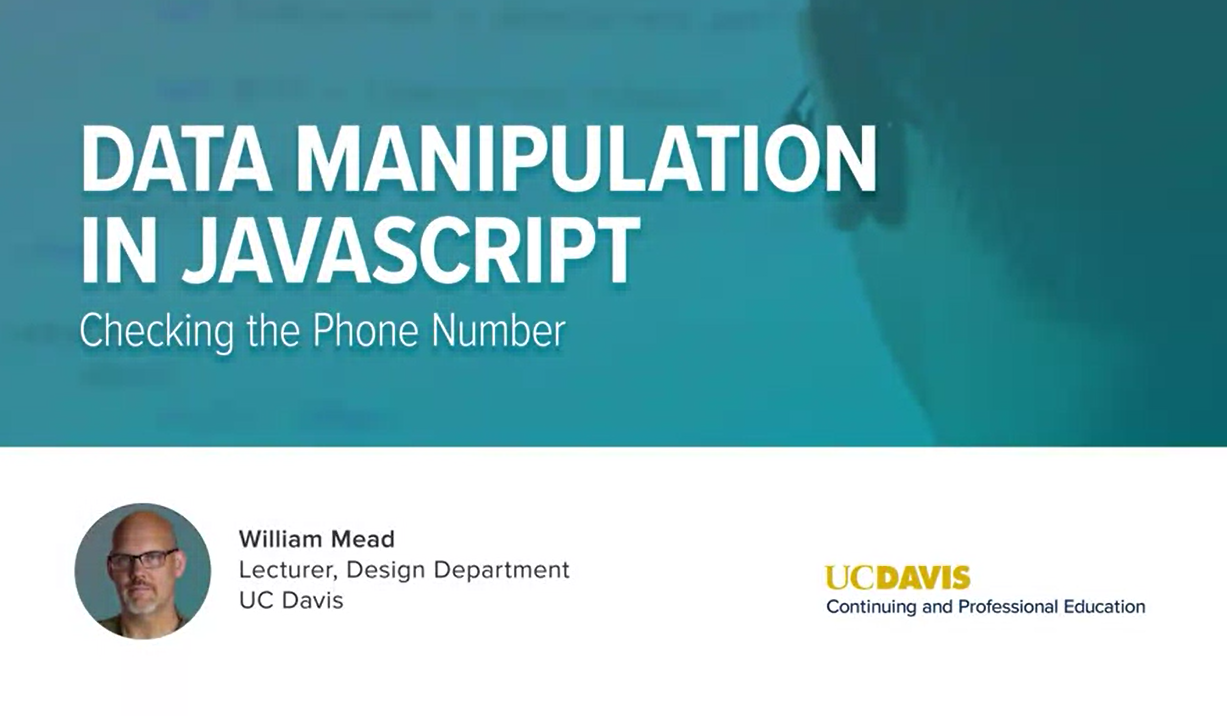 DATA MANIPULATION
IN JAVASCRIPT
Checking the Phone Number
William Mead
Lecturer, Design Department
UC Davis
UCDAVIS
Continuing and Professional Education